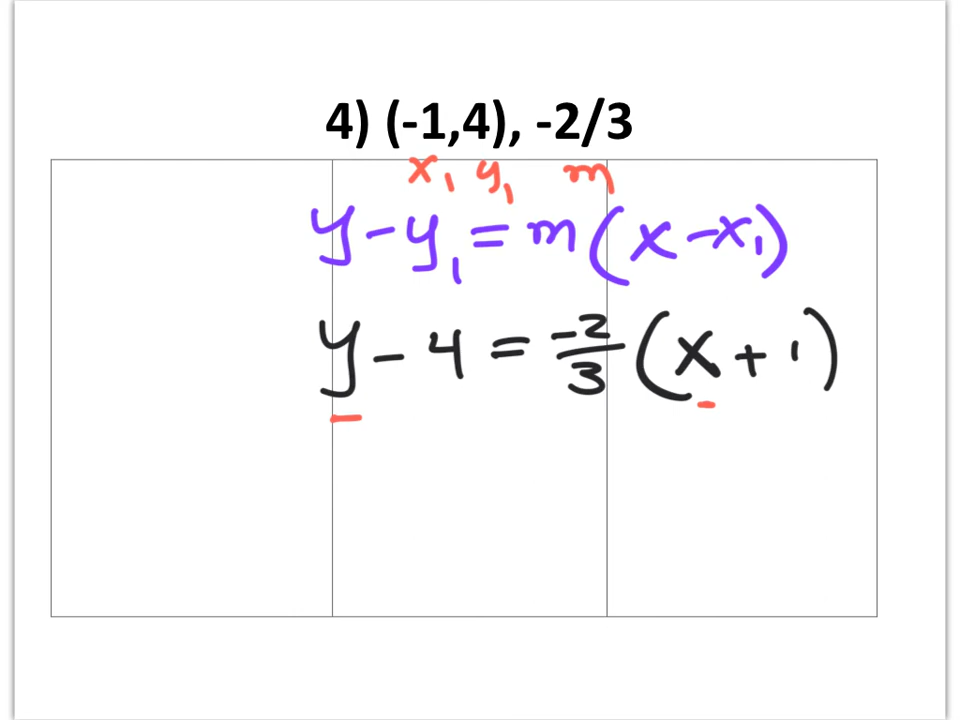 4) (-1,4), -2/3
x₁ y₁ m
y - y₁ = m(x - x₁)
y - 4 = -2/3 (x + 1)